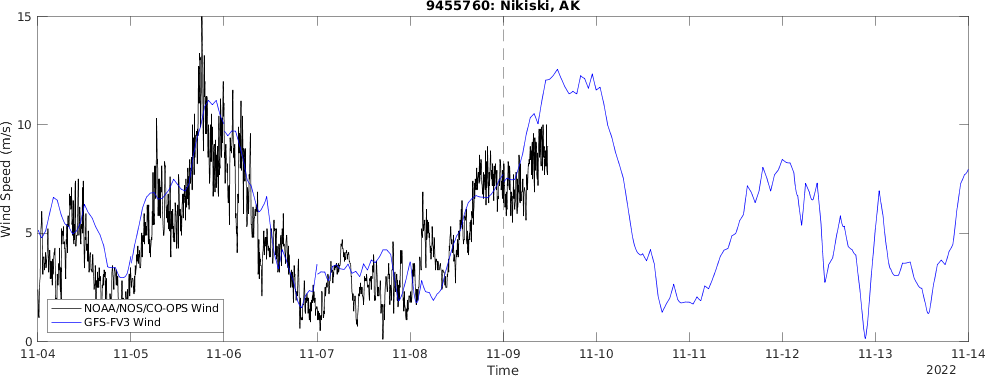 9455760: Nikiski, AK
Wind Speed (m/s)
15
10
5
0
NOAA/NOS/CO-OPS Wind
GFS-FV3 Wind
11-04 11-05 11-06 11-07 11-08 11-09 11-10 11-11 11-12 11-13 11-14
Time
2022